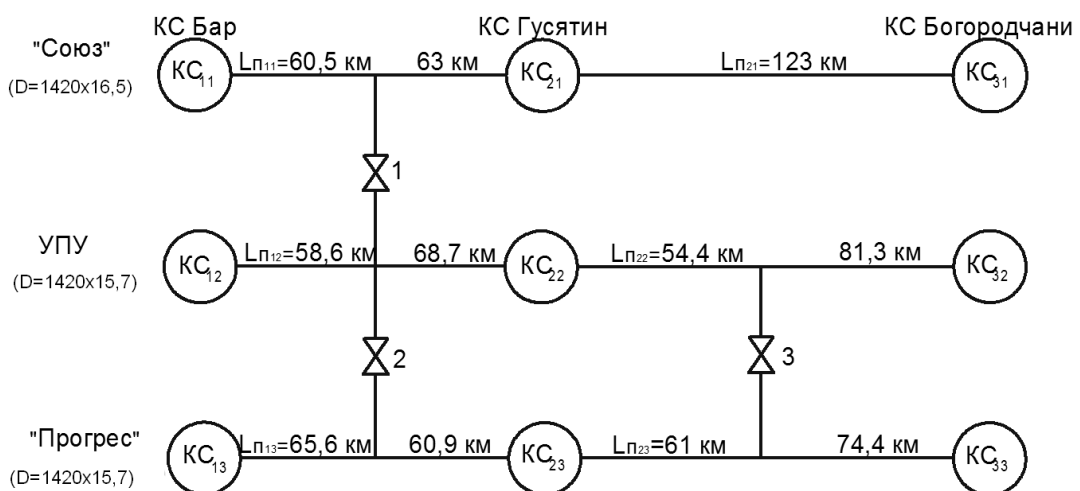 КС Бар КС Гусятин КС Богородчани
"Союз"
(D=1420х16,5)
КС11 Lп11=60,5 км 63 км КС21 Lп21=123 км КС31
1
УПУ
(D=1420х15,7)
КС12 Lп12=58,6 км 68,7 км КС22 Lп22=54,4 км 81,3 км КС32
2 3
"Прогрес"
(D=1420х15,7)
КС13 Lп13=65,6 км 60,9 км КС23 Lп23=61 км 74,4 км КС33